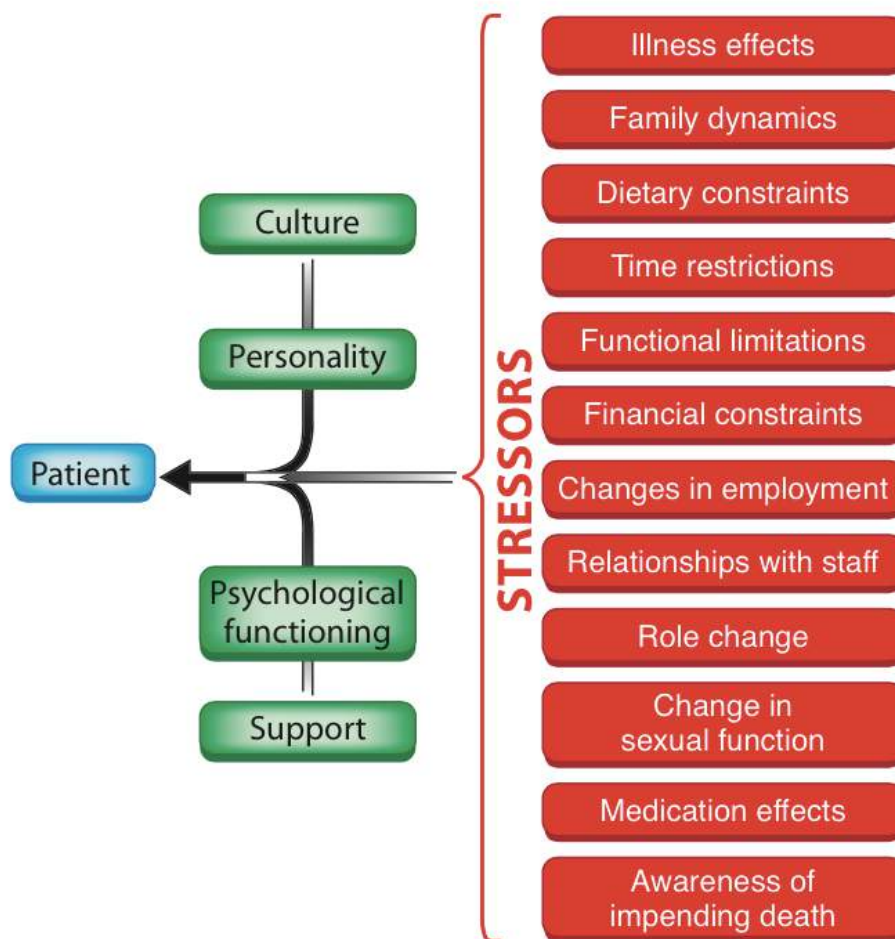 Culture
Personality
Patient
Psychological
functioning
Support
STRESSORS
Illness effects
Family dynamics
Dietary constraints
Time restrictions
Functional limitations
Financial constraints
Changes in employment
Relationships with staff
Role change
Change in
sexual function
Medication effects
Awareness of
impending death